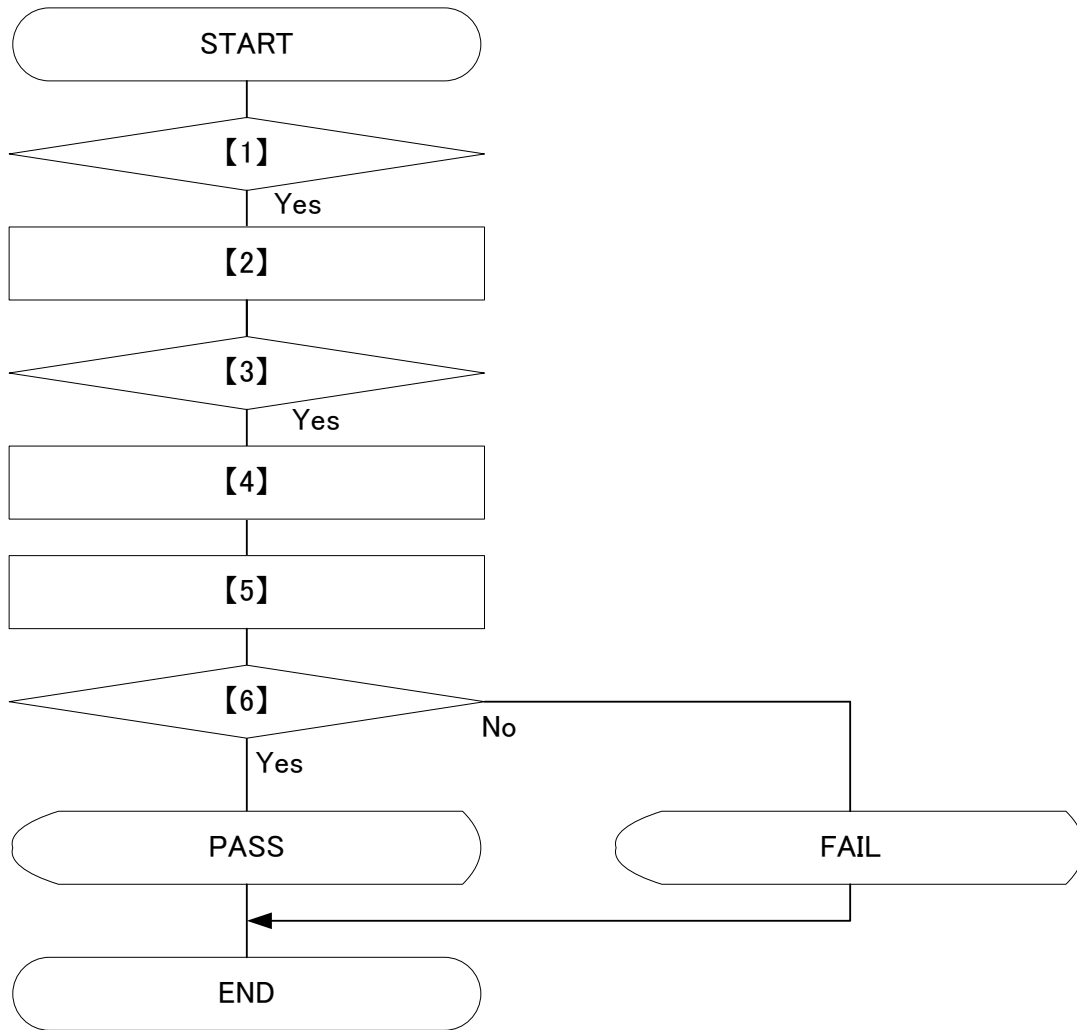 START
【1】
Yes
【2】
【3】
Yes
【4】
【5】
【6】
No
Yes
PASS
FAIL
END